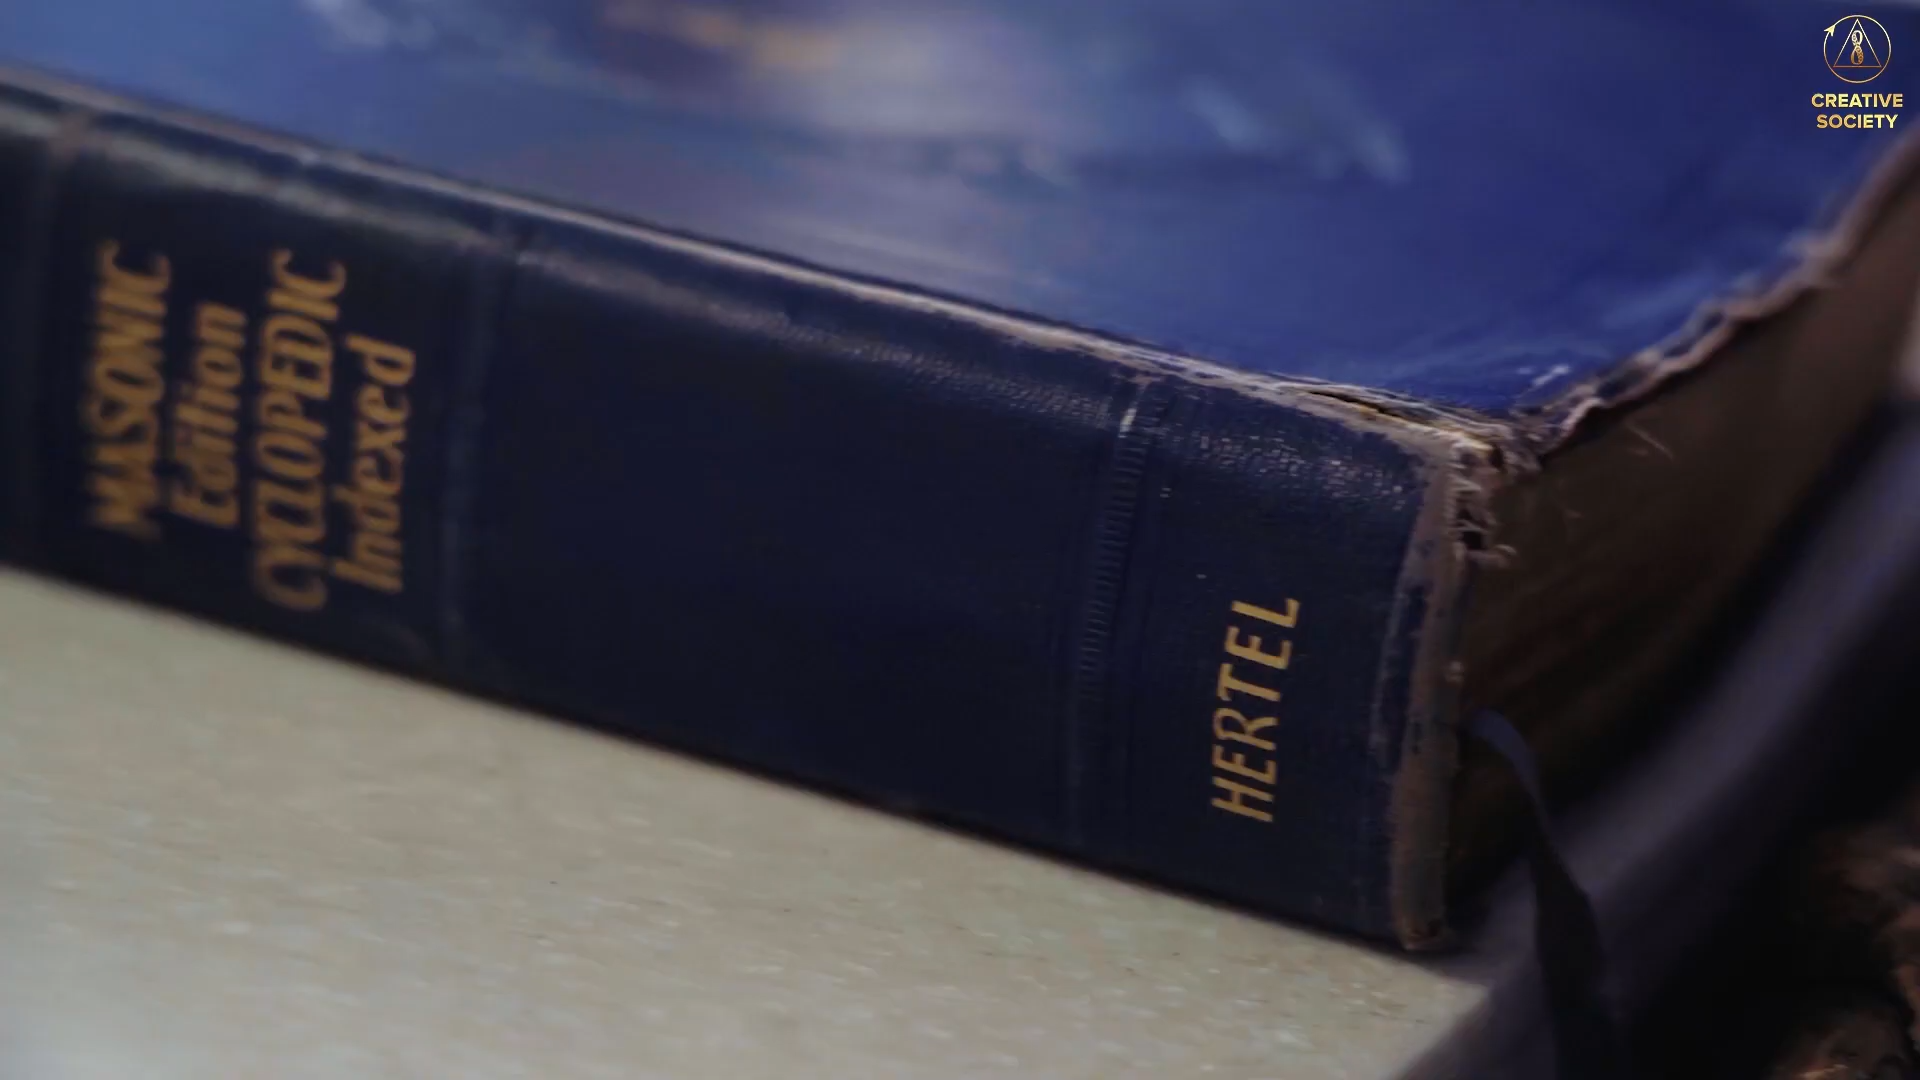 MASONIC
Edition
CYCLOPEDIC
Indexed
HERTEL
CREATIVE
SOCIETY